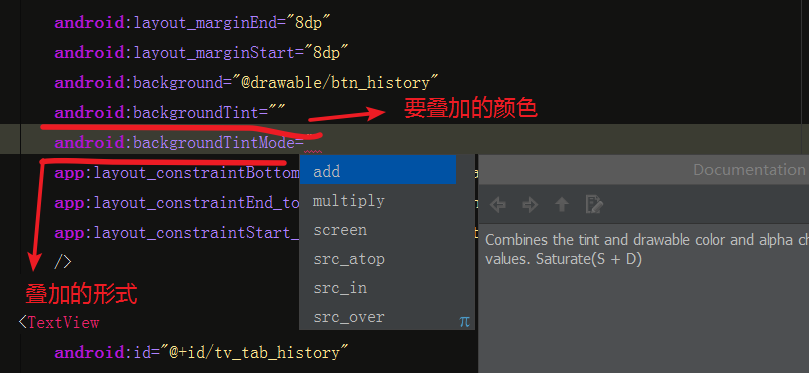 android:layout_marginEnd="8dp"
android:layout_marginStart="8dp"
android:background="@drawable/btn_history"
android:backgroundTint=""
要叠加的颜色
android:backgroundTintMode=""
app:layout_constraintBottom
app:layout_constraintEnd_to
app:layout_constraintStart_
/>
add
multiply
screen
src_atop
src_in
src_over
π
Documentation
Combines the tint and drawable color and alpha ch
values. Saturate(S + D)
叠加的形式
<TextView
android:id="@+id/tv_tab_history"